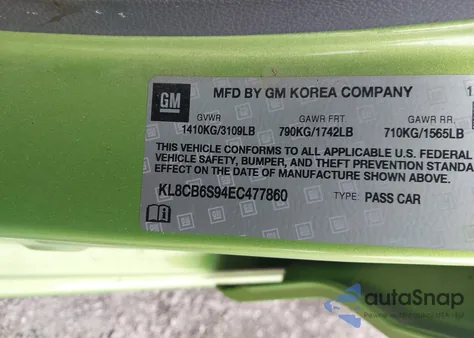 GM
MFD BY GM KOREA COMPANY
GVWR GAWR FRT. GAWR RR.
1410KG/3109LB 790KG/1742LB 710KG/1565LB
THIS VEHICLE CONFORMS TO ALL APPLICABLE U.S. FEDERAL
VEHICLE SAFETY, BUMPER, AND THEFT PREVENTION STANDA
EFFECT ON THE DATE OF MANUFACTURE SHOWN ABOVE.
KL8CB6S94EC477860 TYPE: PASS CAR
autoSnap